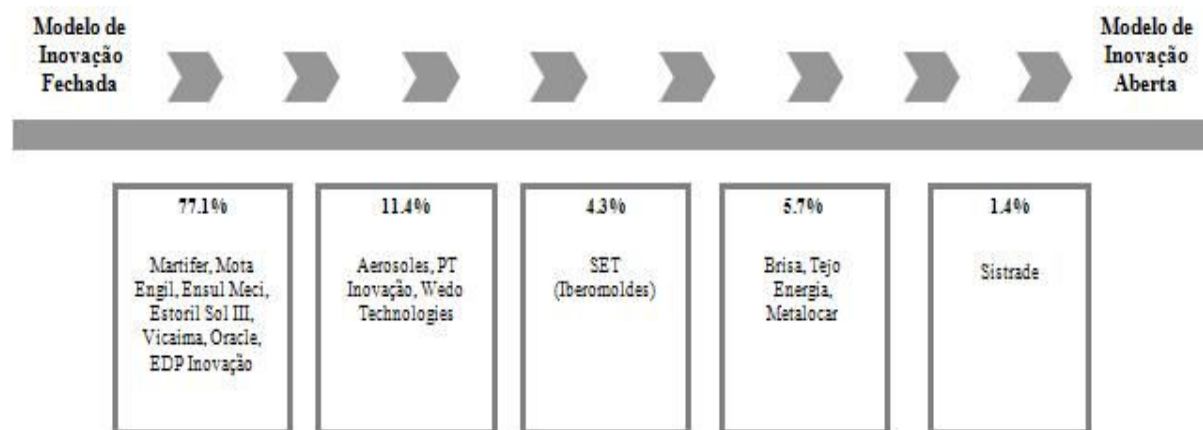 Modelo de
Inovação
Fechada
Modelo de
Inovação
Aberta
77.1%
Martifer, Mota
Engil, Ensul Meci,
Estoril Sol III,
Vicaima, Oracle,
EDP Inovação
11.4%
Aerosoles, PT
Inovação, Wedo
Technologies
4.3%
SET
(Iberomoldes)
5.7%
Brisa, Tejo
Energia,
Metalocar
1.4%
Sistrade